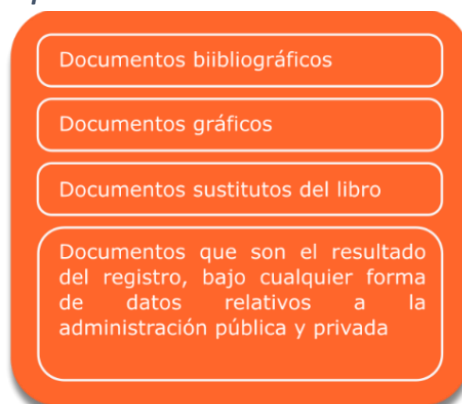 Documentos biibliográficos
Documentos gráficos
Documentos sustitutos del libro
Documentos que son el resultado
del registro, bajo cualquier forma
de datos relativos a la
administración pública y privada